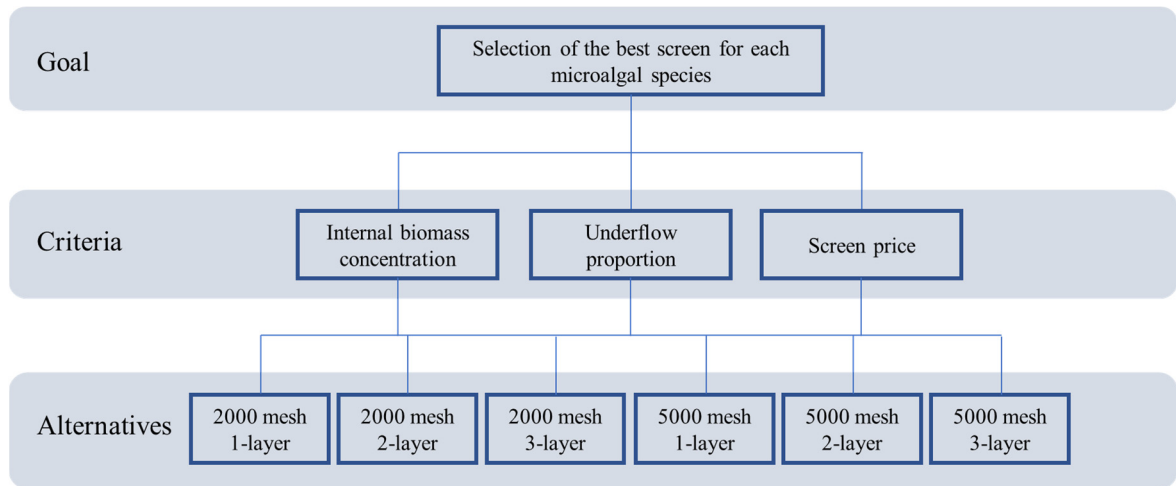 Goal
Selection of the best screen for each
microalgal species
Criteria
Internal biomass
concentration
Underflow
proportion
Screen price
Alternatives
2000 mesh
1-layer
2000 mesh
2-layer
2000 mesh
3-layer
5000 mesh
1-layer
5000 mesh
2-layer
5000 mesh
3-layer